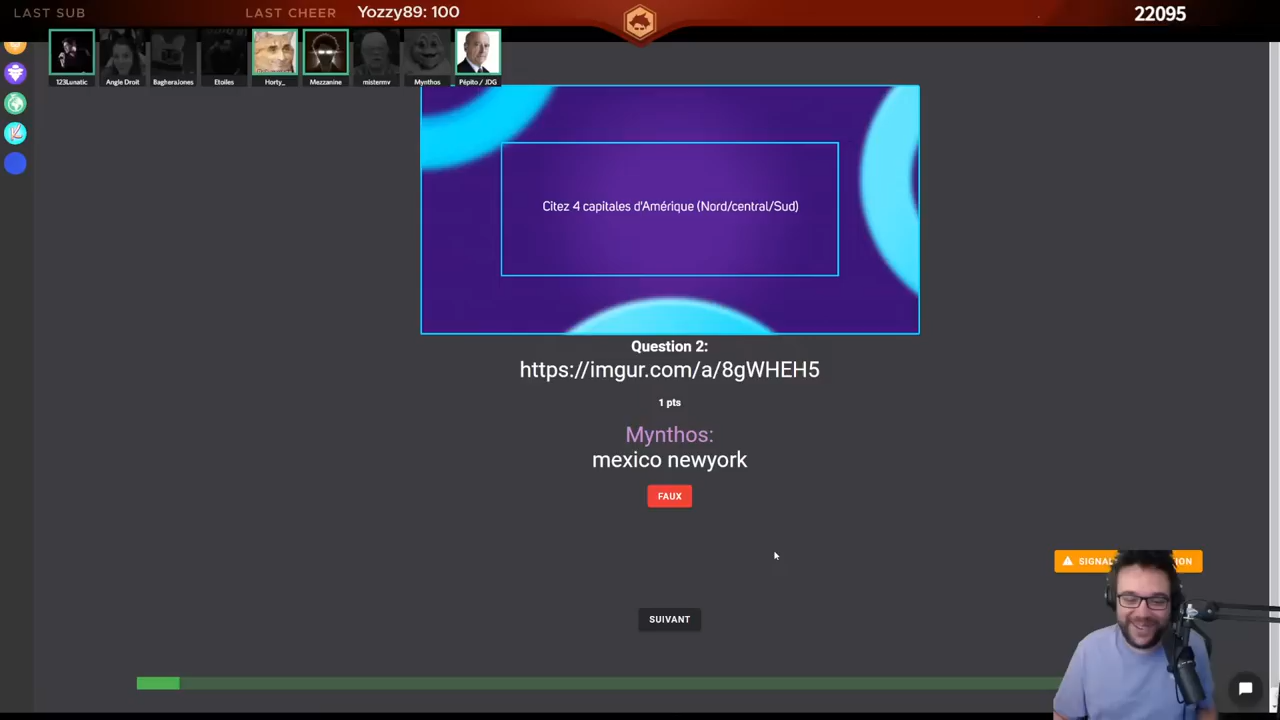 LAST SUB
LAST CHEER
Yozzy89: 100
22095
123Lunatic
Angle Droit
BagheraJones
Etoiles
Horty_
Mezzanine
mistermv
Mynthos
Pépito / JDG
Citez 4 capitales d'Amérique (Nord/central/Sud)
Question 2:
https://imgur.com/a/8gWHEH5
1 pts
Mynthos:
mexico newyork
FAUX
SUIVANT